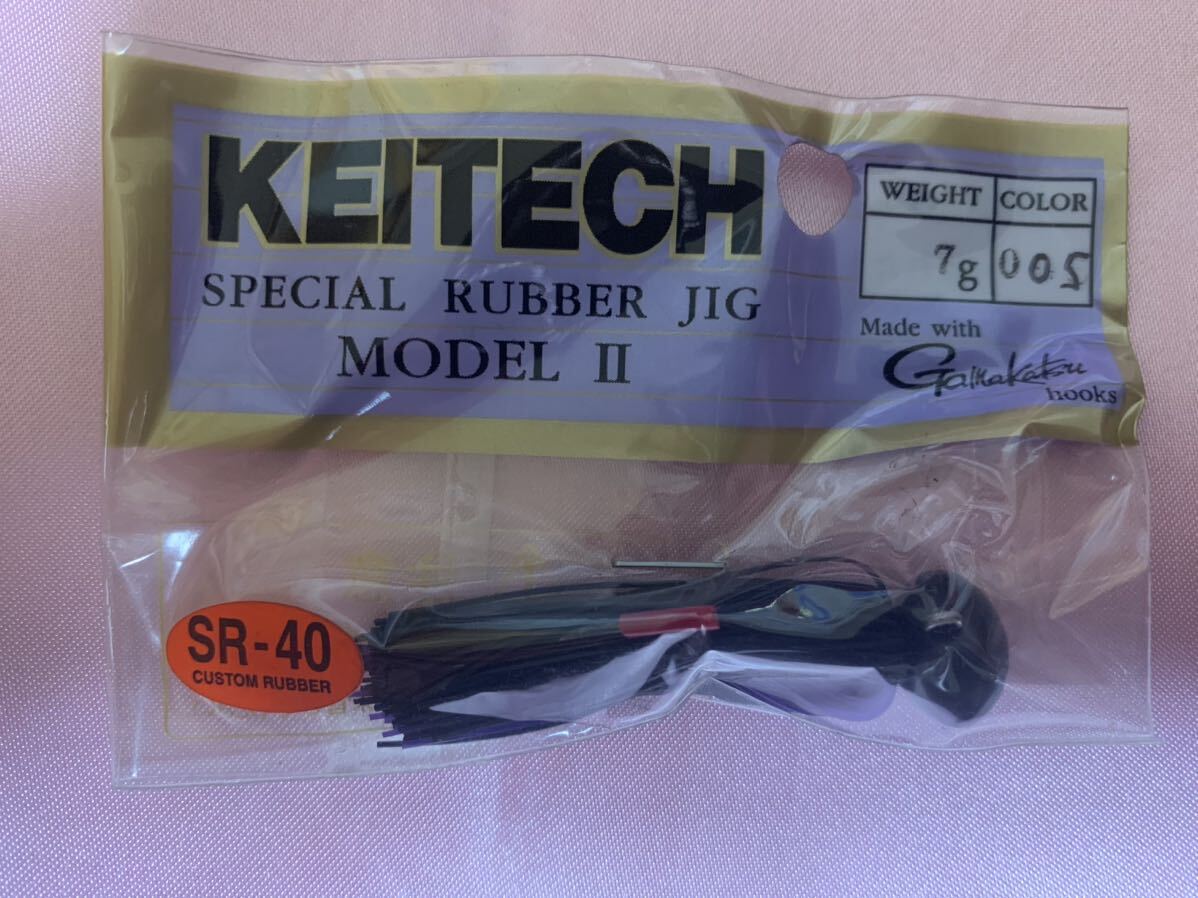 KEITECH
SPECIAL RUBBER JIG
MODEL II
WEIGHT COLOR
7g 005
Made with
Gamakatsu
hooks
SR-40
CUSTOM RUBBER